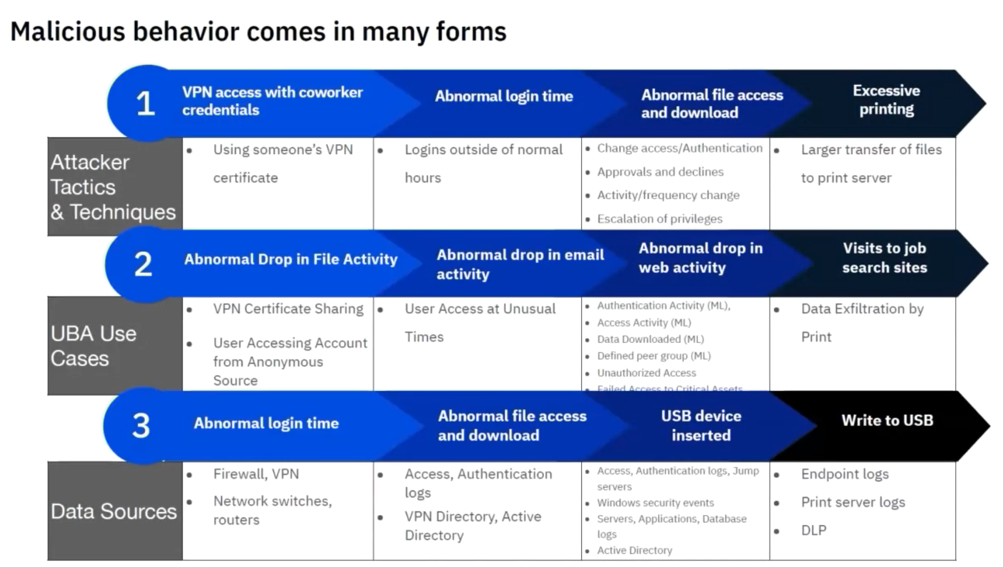 Malicious behavior comes in many forms
1
VPN access with coworker
credentials
Abnormal login time
Abnormal file access
and download
Excessive
printing
Attacker
Tactics
& Techniques
• Using someone's VPN
certificate
• Logins outside of normal
hours
• Change access/Authentication
• Approvals and declines
• Activity/frequency change
• Escalation of privileges
• Larger transfer of files
to print server
2
Abnormal Drop in File Activity
Abnormal drop in email
activity
Abnormal drop in
web activity
Visits to job
search sites
UBA Use
Cases
• VPN Certificate Sharing
• User Accessing Account
from Anonymous
Source
• User Access at Unusual
Times
• Authentication Activity (ML),
• Access Activity (ML)
• Data Downloaded (ML)
• Defined peer group (ML)
• Unauthorized Access
• Failed Access to Critical Assets
• Data Exfiltration by
Print
3
Abnormal login time
Abnormal file access
and download
USB device
inserted
Write to USB
Data Sources
• Firewall, VPN
• Network switches,
routers
• Access, Authentication
logs
• VPN Directory, Active
Directory
• Access, Authentication logs, Jump
servers
• Windows security events
• Servers, Applications, Database
logs
• Active Directory
• Endpoint logs
• Print server logs
• DLP